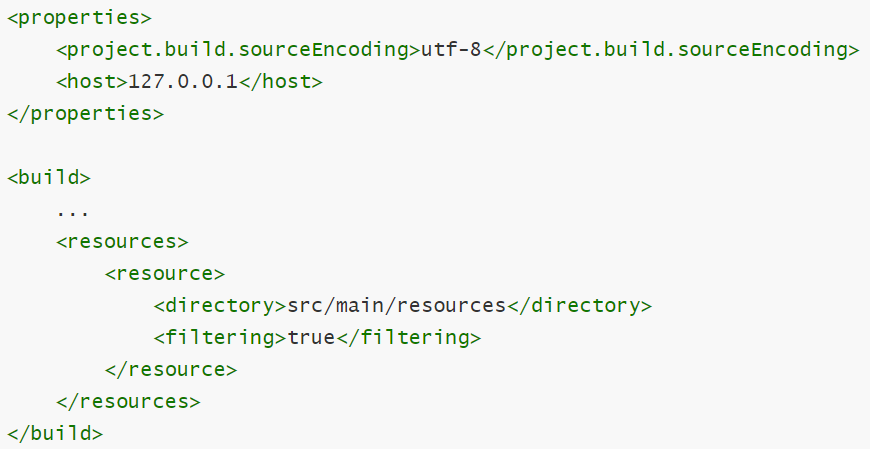 <properties>
    <project.build.sourceEncoding>utf-8</project.build.sourceEncoding>
    <host>127.0.0.1</host>
</properties>

<build>
    ...
    <resources>
        <resource>
            <directory>src/main/resources</directory>
            <filtering>true</filtering>
        </resource>
    </resources>
</build>